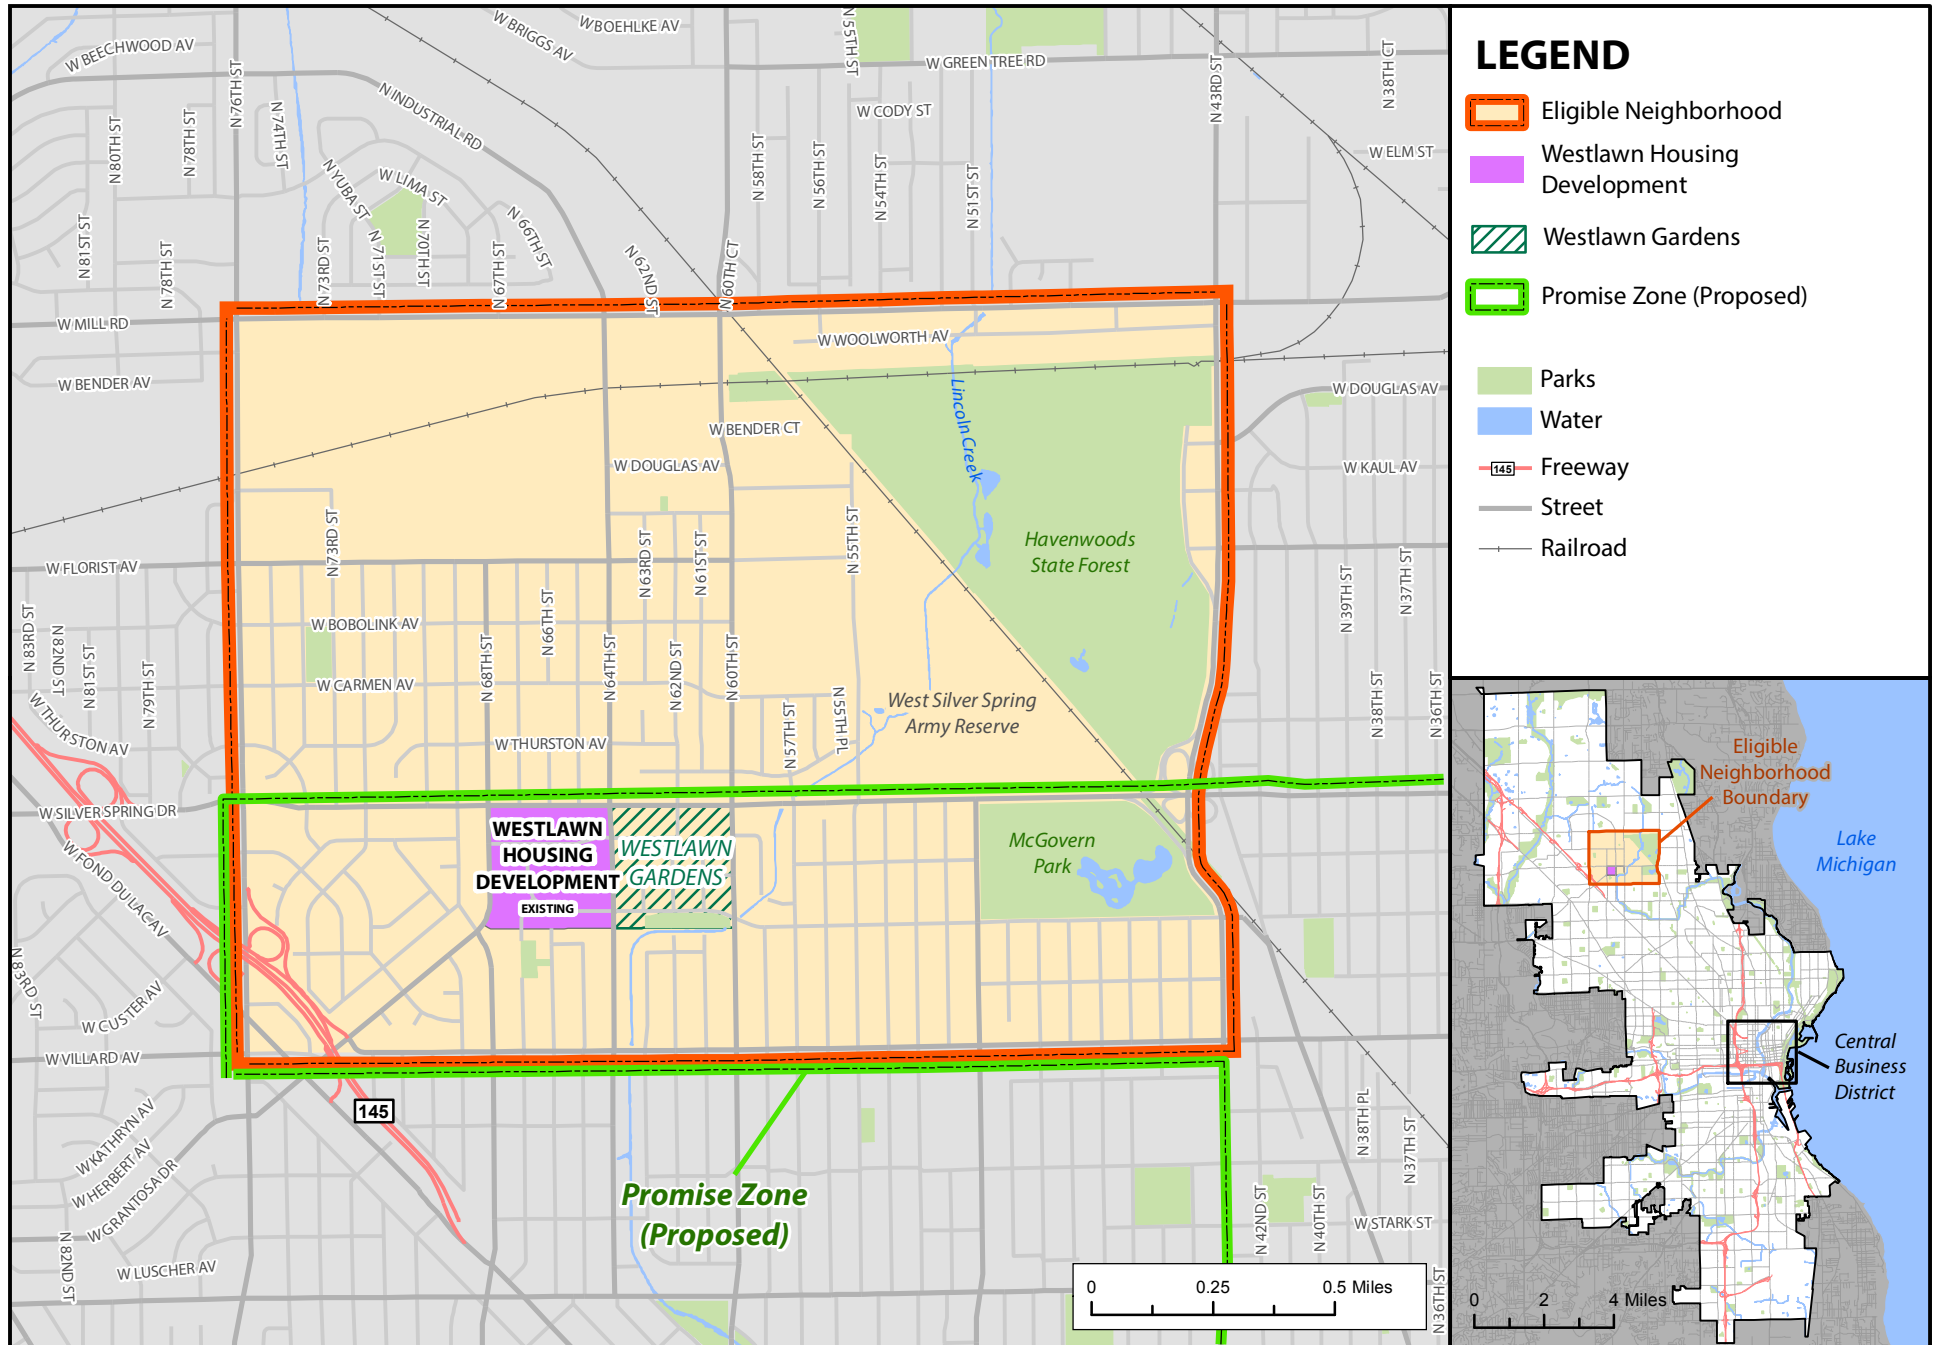 W BEECHWOOD AV
W BRIGGS AV
W BOEHLKE AV
N 55TH ST
W GREEN TREE RD
N 43RD ST
N 38TH CT
N 76TH ST
N 74TH ST
N INDUSTRIAL RD
W CODY ST
N 80TH ST
N 78TH ST
N YUBA ST
W LIMA ST
N 58TH ST
N 56TH ST
N 54TH ST
N 51ST ST
W ELM ST
N 81ST ST
N 78TH ST
N 73RD ST
N 71ST ST
N 70TH ST
N 67TH ST
N 66TH ST
N 62ND ST
N 60TH CT
W MILL RD
W WOOLWORTH AV
W BENDER AV
Lincoln Creek
W DOUGLAS AV
W BENDER CT
W DOUGLAS AV
W KAUL AV
N 73RD ST
N 63RD ST
N 61ST ST
N 55TH ST
Havenwoods
State Forest
W FLORIST AV
N 39TH ST
N 37TH ST
N 83RD ST
N 82ND ST
N 81ST ST
N 79TH ST
W BOBOLINK AV
N 68TH ST
N 66TH ST
N 64TH ST
N 62ND ST
N 60TH ST
W CARMEN AV
N 57TH ST
N 55TH PL
West Silver Spring
Army Reserve
N 38TH ST
N 36TH ST
W THURSTON AV
W THURSTON AV
W SILVER SPRING DR
WESTLAWN
HOUSING
DEVELOPMENT
EXISTING
WESTLAWN
GARDENS
McGovern
Park
W FOND DU LAC AV
N 83RD ST
W CUSTER AV
W VILLARD AV
145
W KATHRYN AV
W HERBERT AV
W GRANTOSA DR
N 82ND ST
W LUSCHER AV
Promise Zone
(Proposed)
N 38TH PL
N 37TH ST
N 42ND ST
N 40TH ST
W STARK ST
N 36TH ST
0 0.25 0.5 Miles
LEGEND
Eligible Neighborhood
Westlawn Housing
Development
Westlawn Gardens
Promise Zone (Proposed)
Parks
Water
145 Freeway
Street
Railroad
Eligible
Neighborhood
Boundary
Lake
Michigan
Central
Business
District
0 2 4 Miles